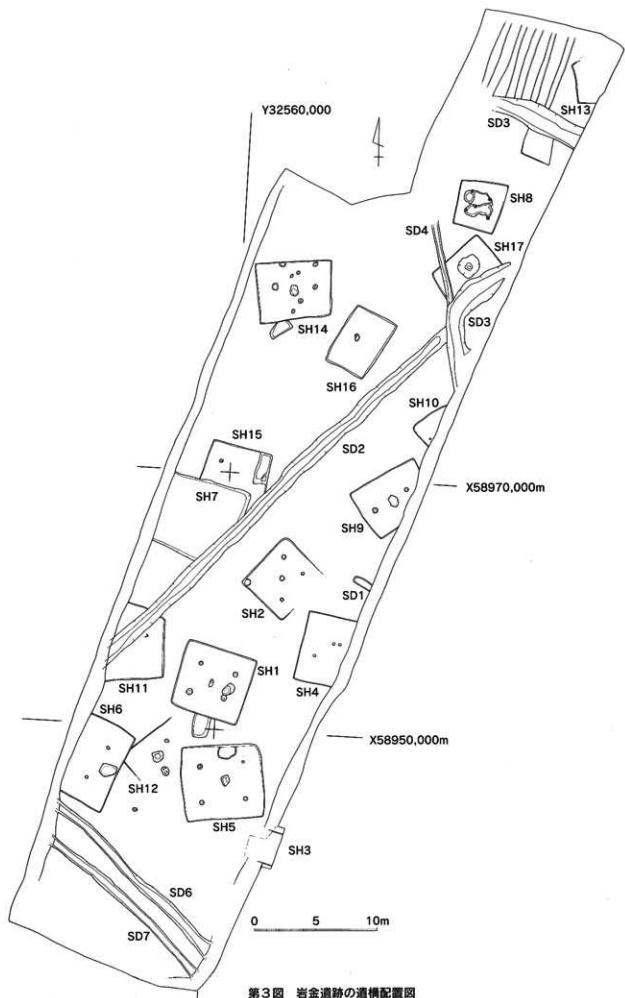 Y32560,000
SH13
SD3
SH8
SD4
SH17
SD3
SH14
SH16
SH10
SH15
SD2
X58970,000m
SH7
SH9
SD1
SH2
SH1
SH4
SH11
SH6
X58950,000m
SH12
SH5
SH3
SD6
0 5 10m
SD7
第3図 岩金遺跡の遺構配置図